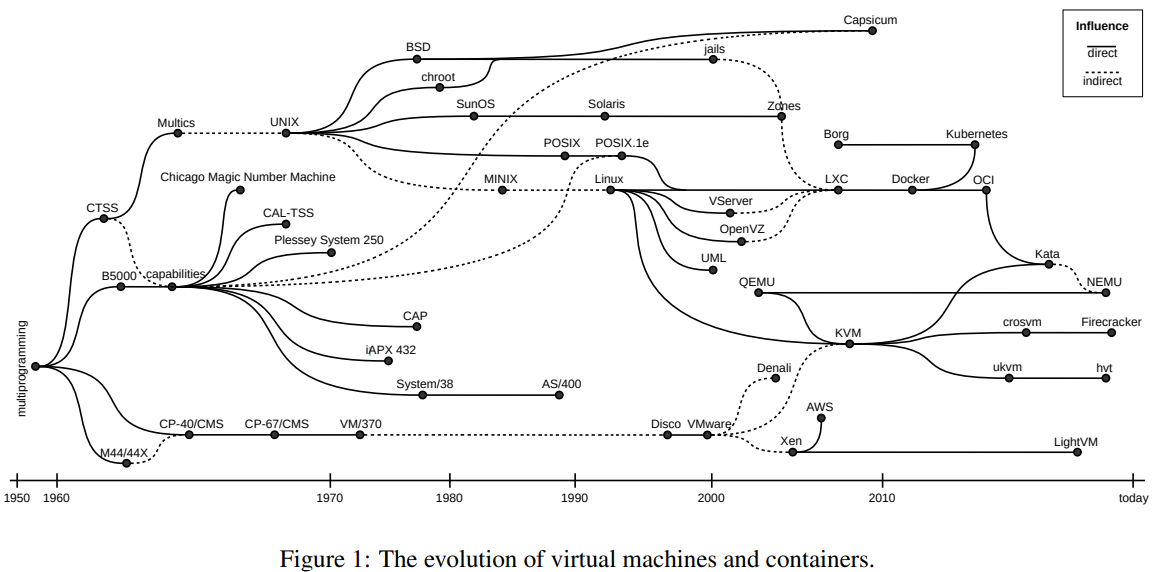 Capsicum
Influence
direct
indirect
BSD
jails
chroot
SunOS
Solaris
Zones
Multics
UNIX
POSIX
POSIX.1e
Borg
Kubernetes
Chicago Magic Number Machine
MINIX
Linux
LXC
Docker
OCI
VServer
CTSS
CAL-TSS
OpenVZ
Plessey System 250
UML
Kata
B5000
capabilities
QEMU
NEMU
CAP
crosvm
Firecracker
KVM
multiprogramming
iAPX 432
Denali
ukvm
hvt
System/38
AS/400
AWS
CP-40/CMS
CP-67/CMS
VM/370
Disco
VMware
Xen
LightVM
M44/44X
1950 1960 1970 1980 1990 2000 2010 today
Figure 1: The evolution of virtual machines and containers.